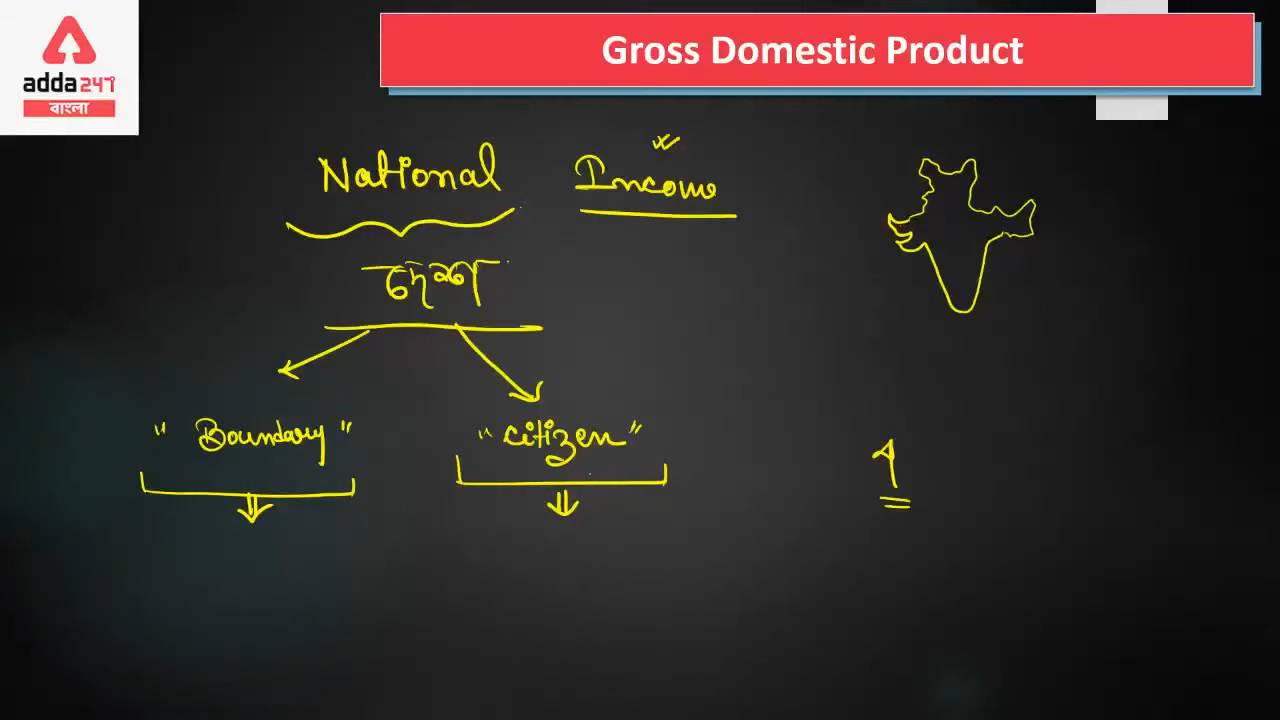 adda247
বাংলা
Gross Domestic Product
National Income
দেশের
"Boundary" "Citizen"